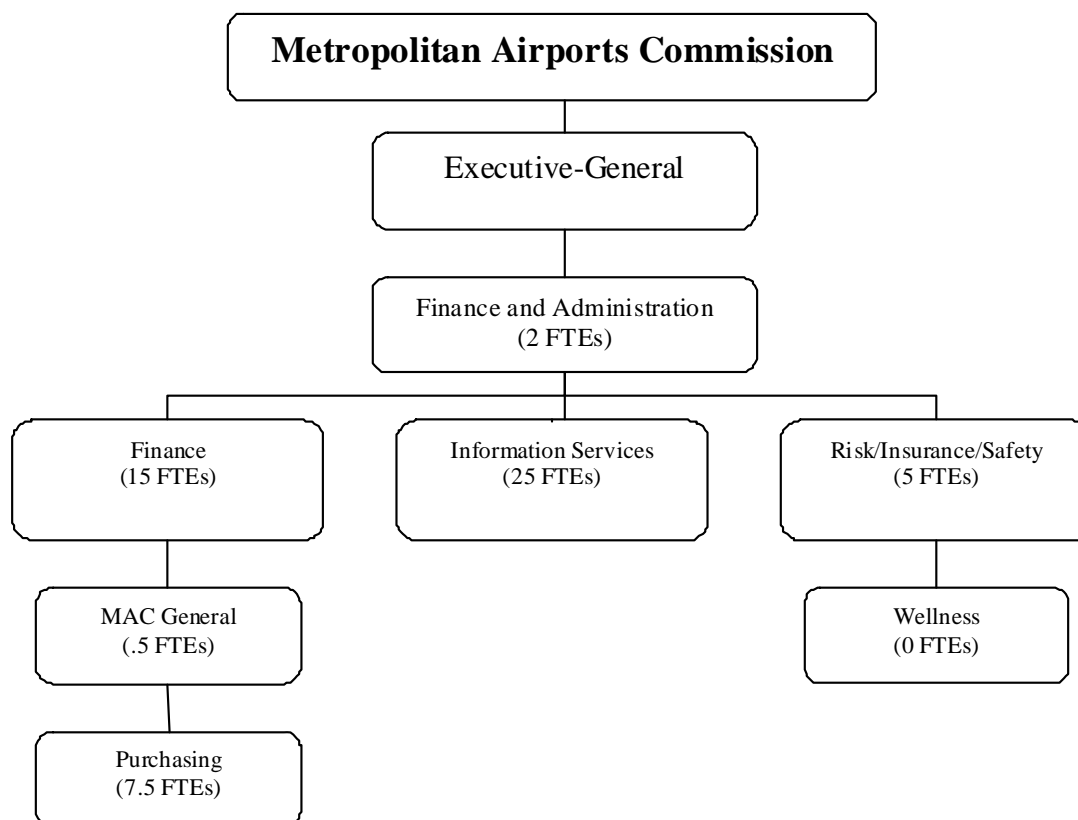 Metropolitan Airports Commission
Executive-General
Finance and Administration
(2 FTEs)
Finance
(15 FTEs)
Information Services
(25 FTEs)
Risk/Insurance/Safety
(5 FTEs)
MAC General
(.5 FTEs)
Wellness
(0 FTEs)
Purchasing
(7.5 FTEs)